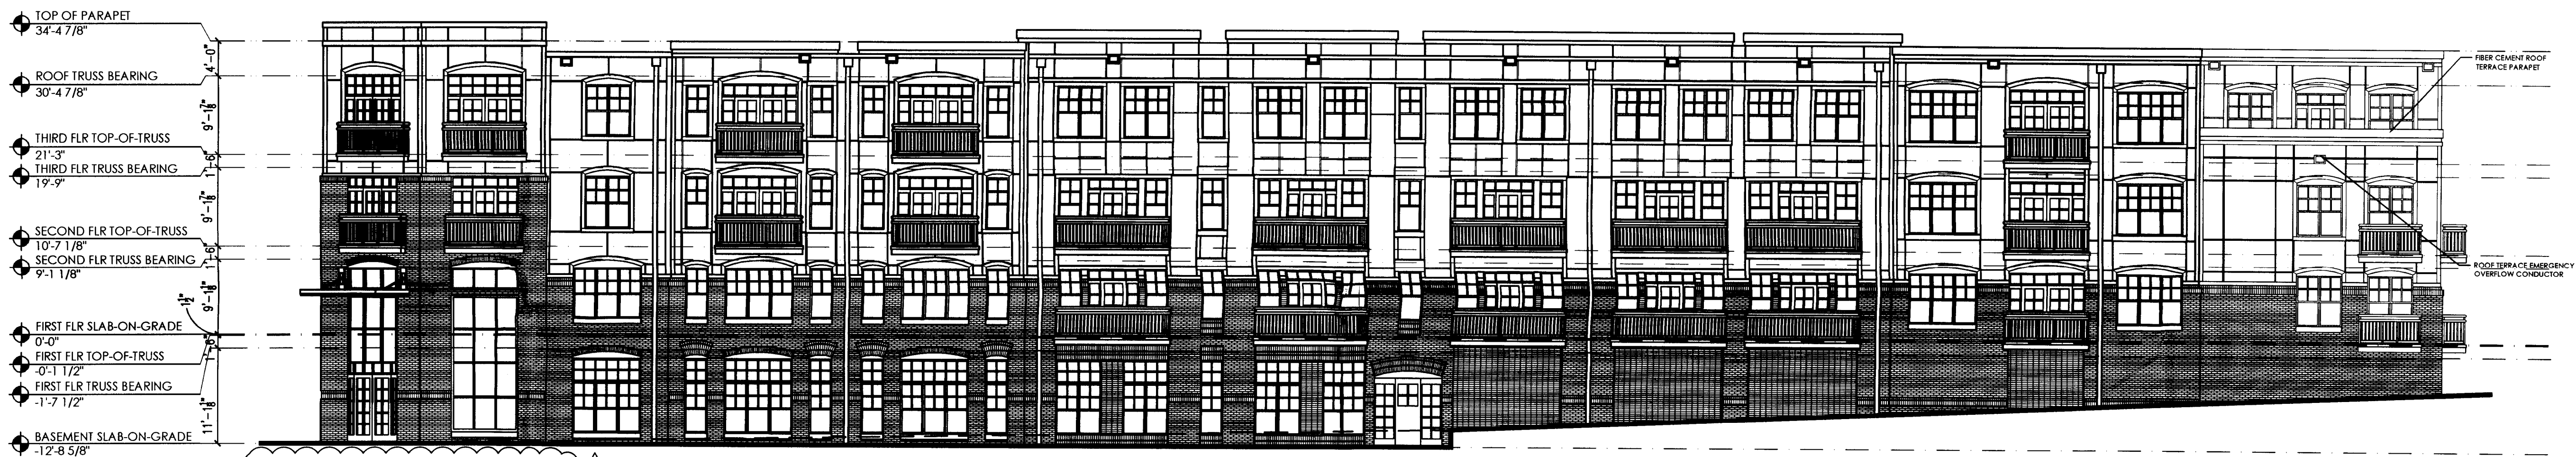 TOP OF PARAPET
34'-4 7/8"
ROOF TRUSS BEARING
30'-4 7/8"
THIRD FLR TOP-OF-TRUSS
21'-3"
THIRD FLR TRUSS BEARING
19'-9"
SECOND FLR TOP-OF-TRUSS
10'-7 1/8"
SECOND FLR TRUSS BEARING
9'-1 1/8"
FIRST FLR SLAB-ON-GRADE
0'-0"
FIRST FLR TOP-OF-TRUSS
-0'-1 1/2"
FIRST FLR TRUSS BEARING
-1'-7 1/2"
BASEMENT SLAB-ON-GRADE
-12'-8 5/8"
4'-0"
9'-1 7/8"
1'-6"
9'-1 7/8"
1'-6"
9'-1 1/8"
1 1/2"
1'-6"
11'-1 1/8"
FIBER CEMENT ROOF
TERRACE PARAPET
ROOF TERRACE EMERGENCY
OVERFLOW CONDUCTOR